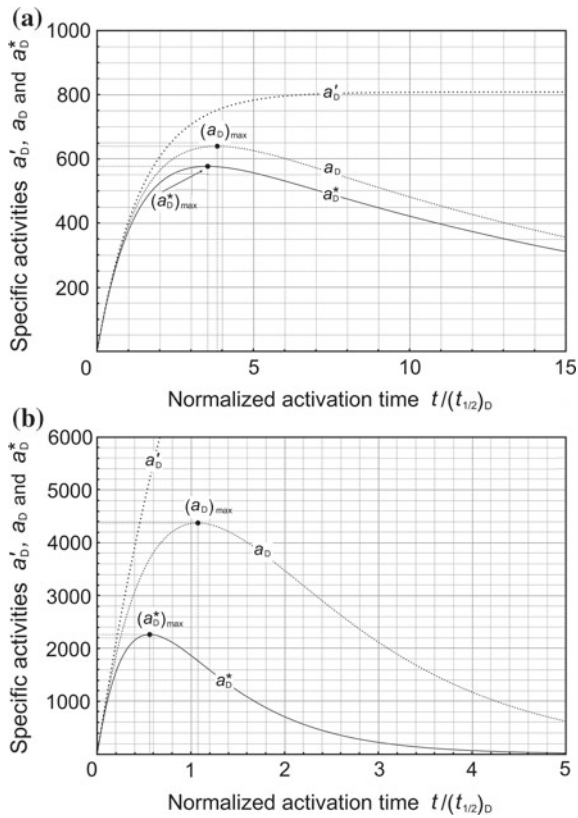 (a)
1000
800
600
400
200
0
5
10
15
a′D
(aD)max
aD
(a*D)max
a*D
Specific activities a′D, aD and a*D
Normalized activation time t/(t1/2)D
(b)
6000
5000
4000
3000
2000
1000
0
1
2
3
4
5
a′D
(aD)max
aD
(a*D)max
a*D
Specific activities a′D, aD and a*D
Normalized activation time t/(t1/2)D